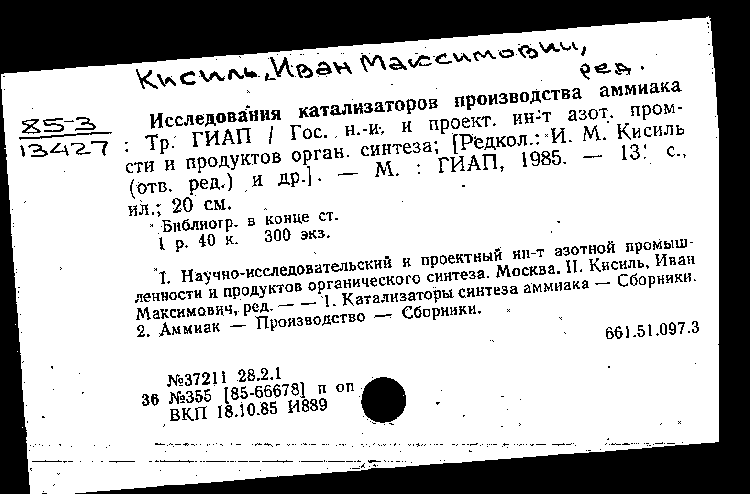 Кисиль, Иван Максимович,
ред.
85-3
13427
Исследования катализаторов производства аммиака
: Тр. ГИАП / Гос. н.-и. и проект. ин-т азот. пром-
сти и продуктов орган. синтеза; [Редкол.: И. М. Кисиль
(отв. ред.) и др.]. — М. : ГИАП, 1985. — с.,
ил.; 20 см.
Библиогр. в конце ст.
1 р. 40 к. 300 экз.
I. Научно-исследовательский и проектный ин-т азотной промыш-
ленности и продуктов органического синтеза. Москва. II. Кисиль, Иван
Максимович, ред. — — 1. Катализаторы синтеза аммиака — Сборники.
2. Аммиак — Производство — Сборники.
661.51.097.3
№37211 28.2.1
36 №355 [85-66678] п оп
ВКП 18.10.85 И889